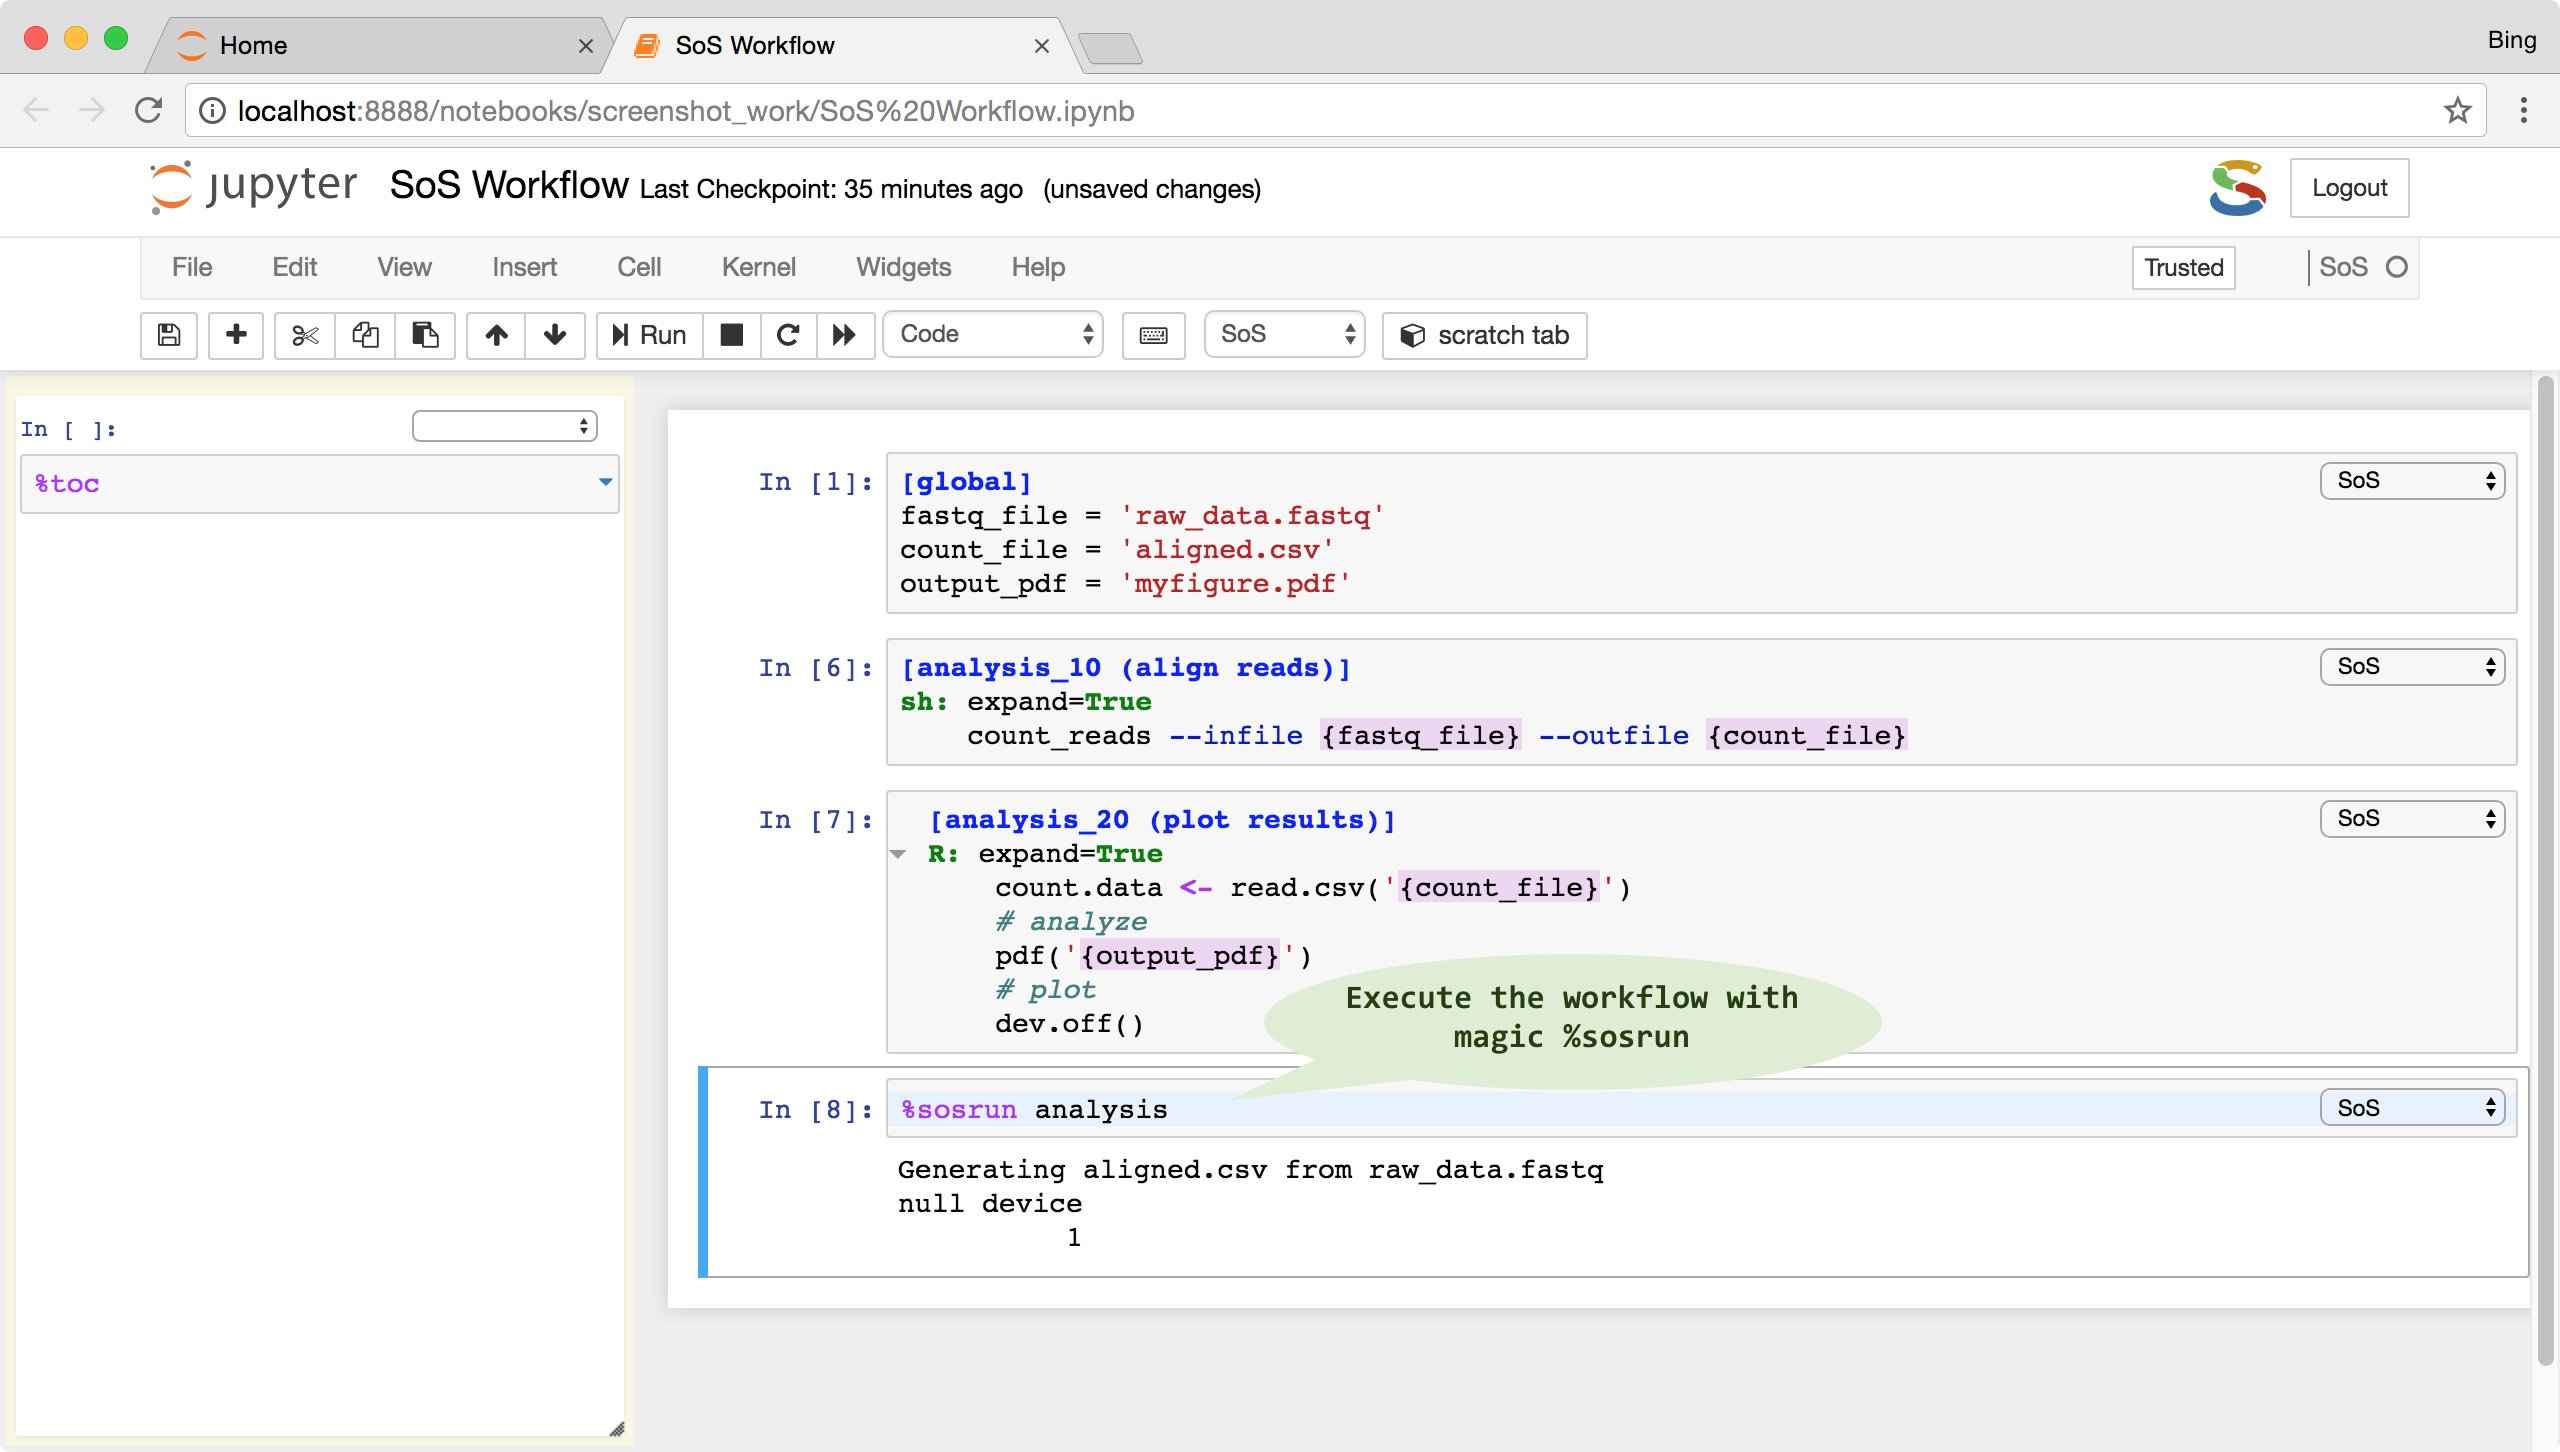 Home
SoS Workflow
Bing
localhost:8888/notebooks/screenshot_work/SoS%20Workflow.ipynb
jupyter SoS Workflow Last Checkpoint: 35 minutes ago (unsaved changes)
Logout
File Edit View Insert Cell Kernel Widgets Help
Trusted
SoS
Run
Code
SoS
scratch tab
In [ ]:
%toc
In [1]: [global] SoS
fastq_file = 'raw_data.fastq'
count_file = 'aligned.csv'
output_pdf = 'myfigure.pdf'
In [6]: [analysis_10 (align reads)] SoS
sh: expand=True
count_reads --infile {fastq_file} --outfile {count_file}
In [7]: [analysis_20 (plot results)] SoS
R: expand=True
count.data <- read.csv('{count_file}')
# analyze
pdf('{output_pdf}')
# plot
dev.off()
Execute the workflow with
magic %sosrun
In [8]: %sosrun analysis SoS
Generating aligned.csv from raw_data.fastq
null device
1